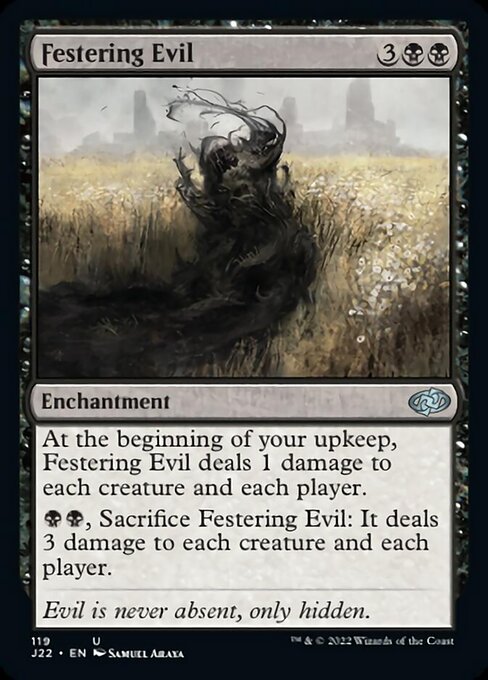 Festering Evil 3
Enchantment
At the beginning of your upkeep,
Festering Evil deals 1 damage to
each creature and each player.
, Sacrifice Festering Evil: It deals
3 damage to each creature and each
player.
Evil is never absent, only hidden.
119 U
J22 • EN SAMUEL ARAYA
™ & © 2022 Wizards of the Coast